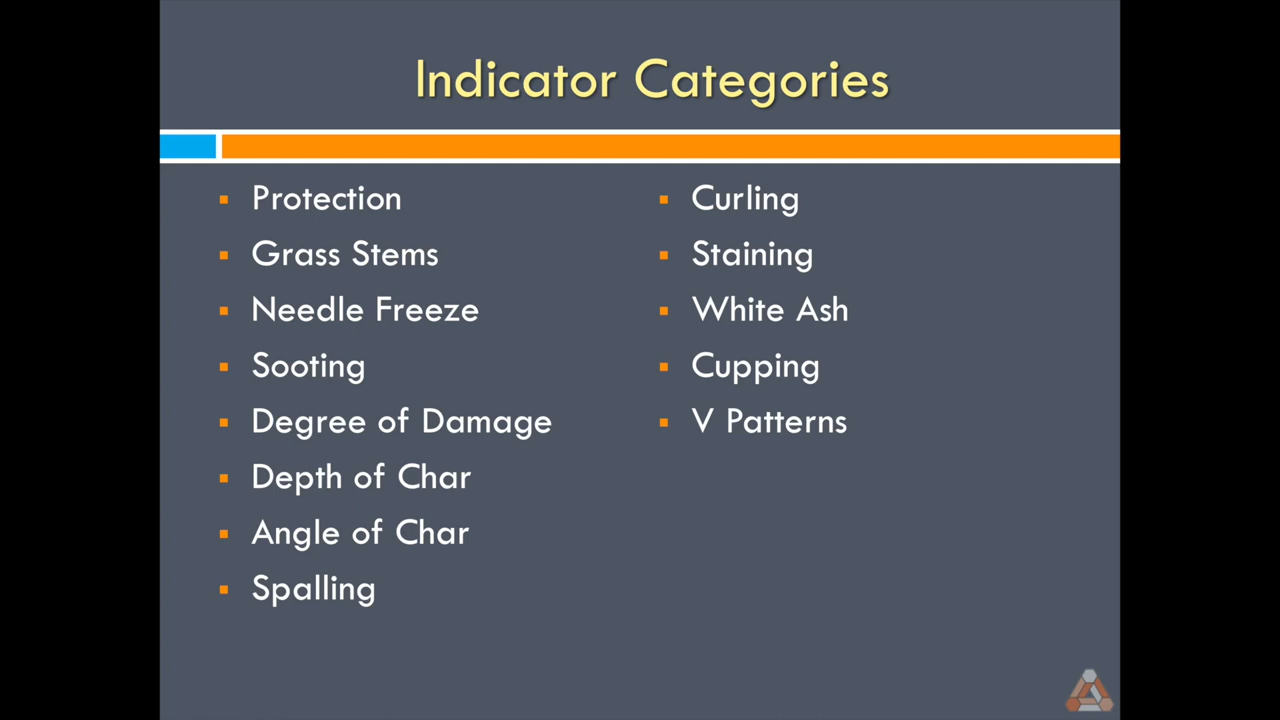 Indicator Categories
Protection
Grass Stems
Needle Freeze
Sooting
Degree of Damage
Depth of Char
Angle of Char
Spalling
Curling
Staining
White Ash
Cupping
V Patterns